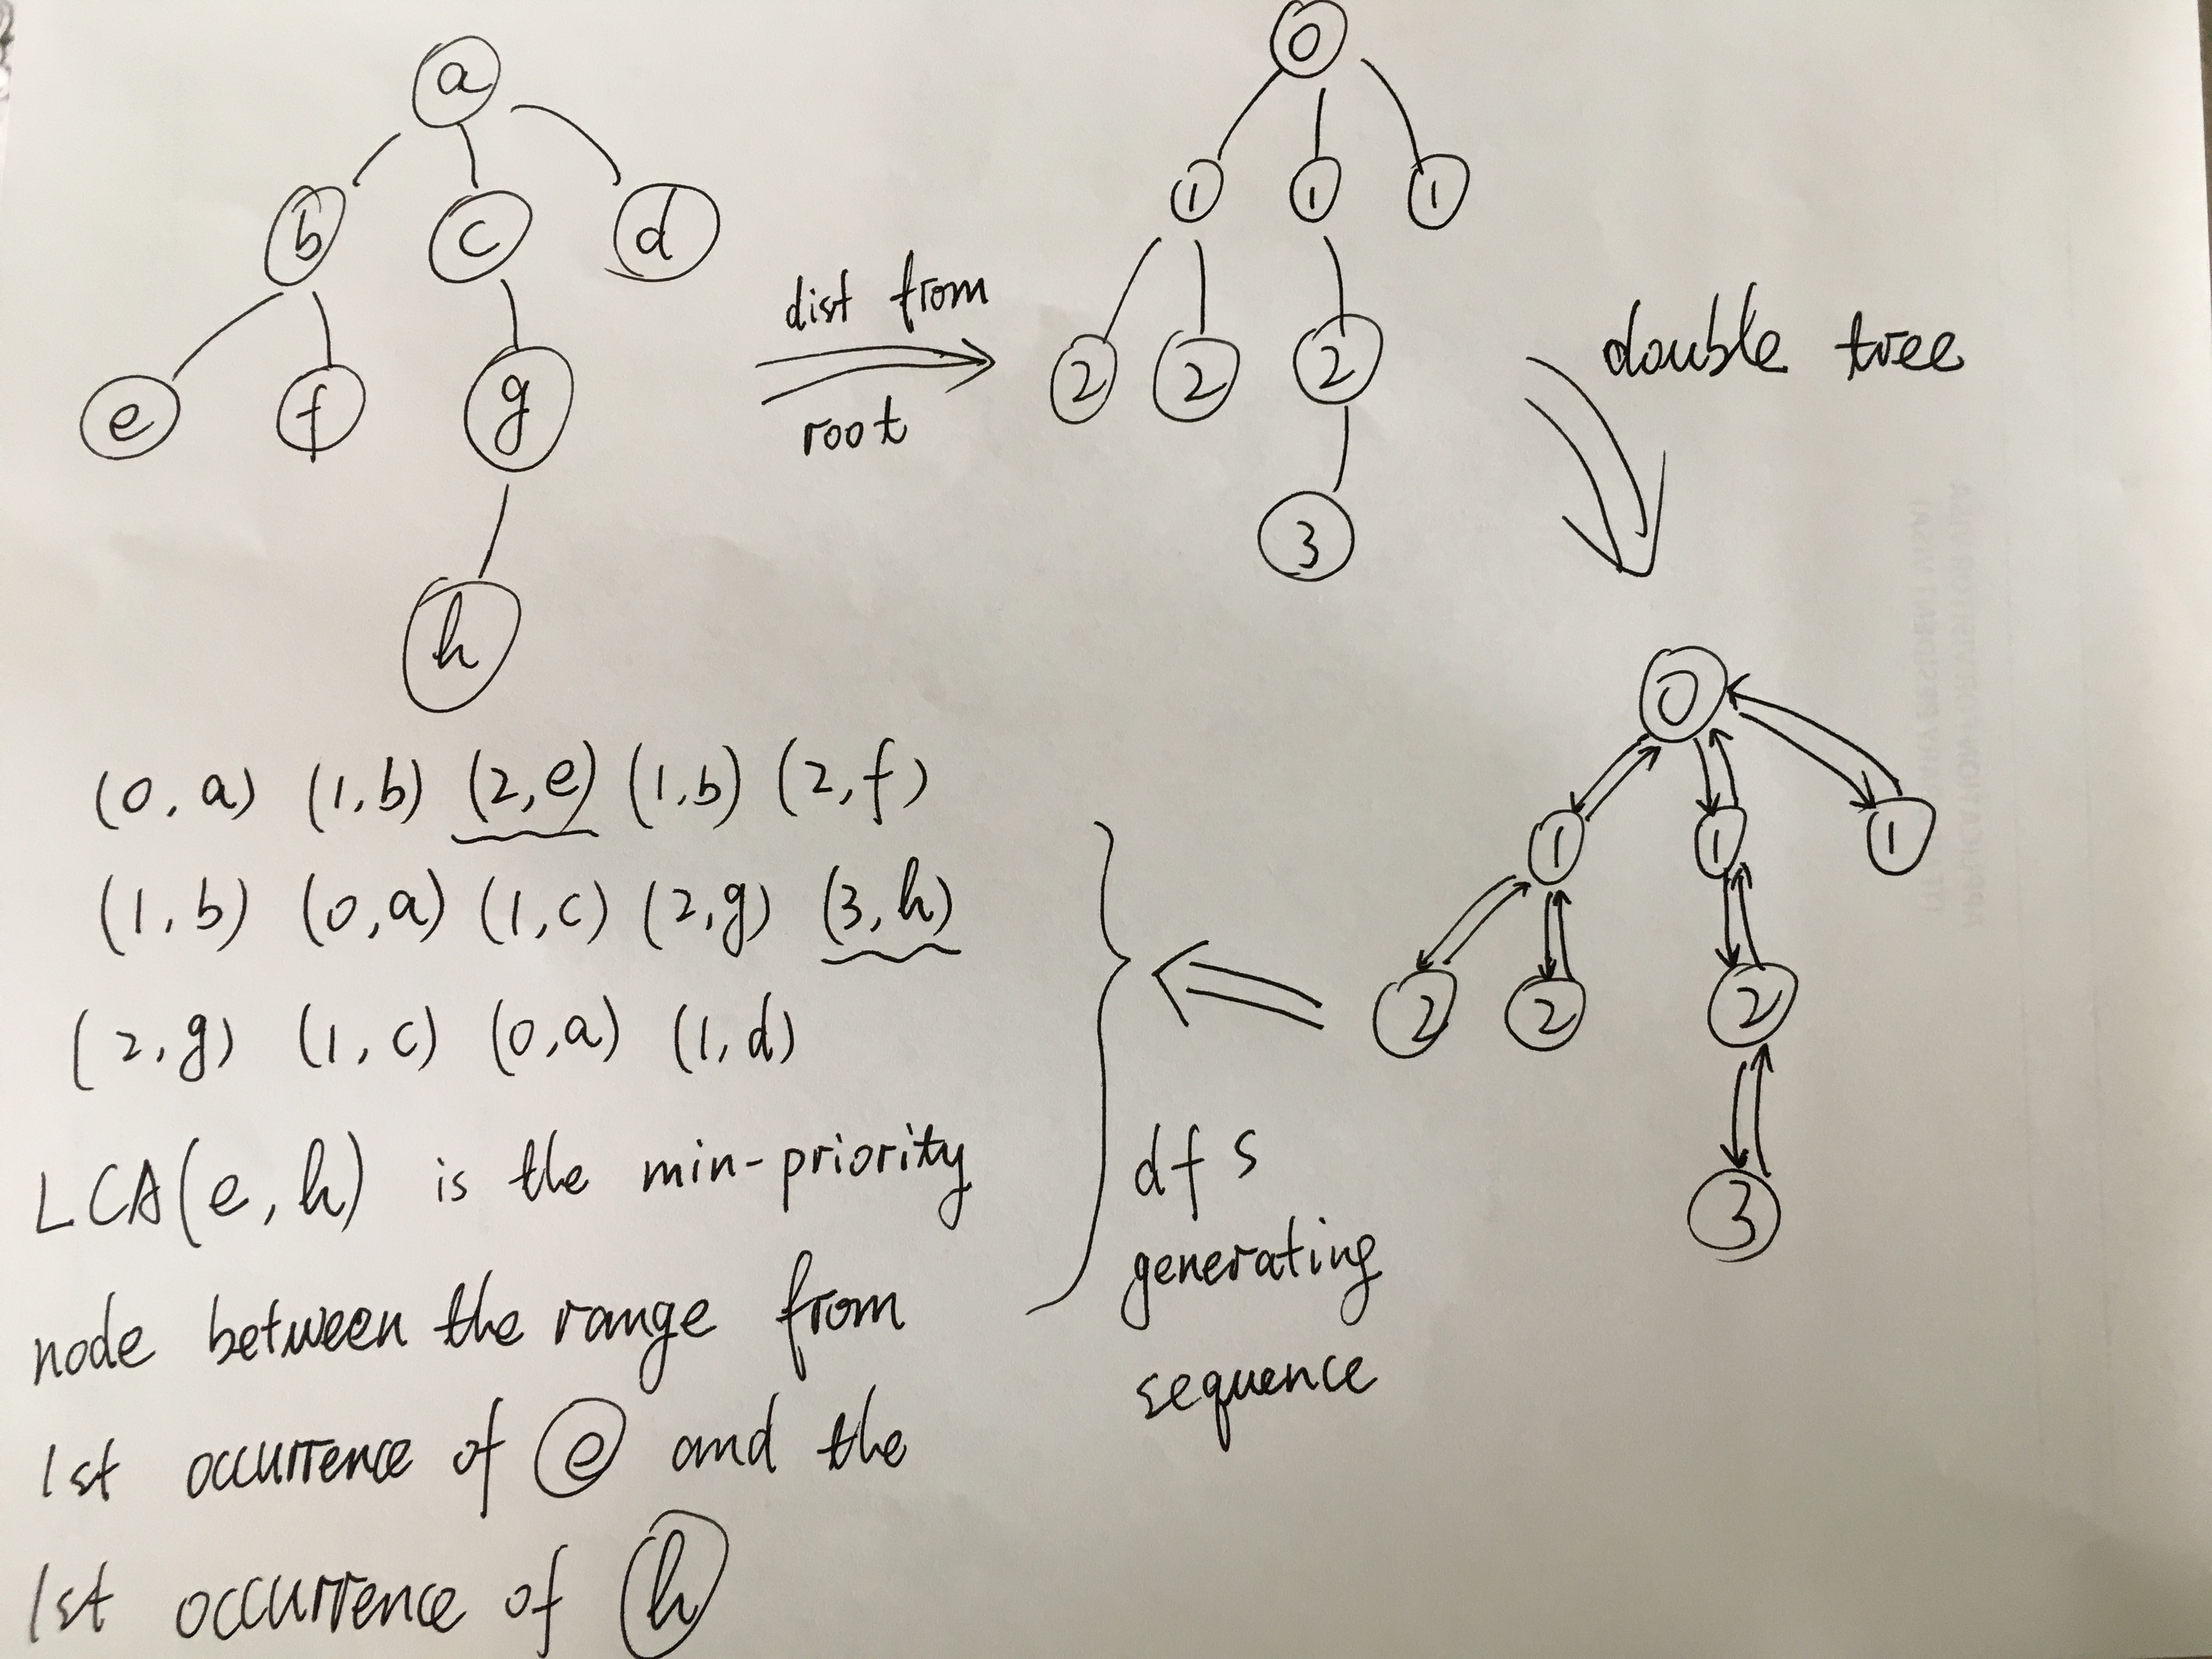 a
b c d
e f g
h
dist from
root
0
1 1 1
2 2 2
3
double tree
0
1 1 1
2 2 2
3
(0, a) (1,b) (2,e) (1,b) (2,f)
(1,b) (0,a) (1,c) (2,g) (3,h)
(2,g) (1,c) (0,a) (1,d)
LCA(e,h) is the min-priority
node between the range from
1st occurrence of e and the
1st occurrence of h
dfs
generating
sequence